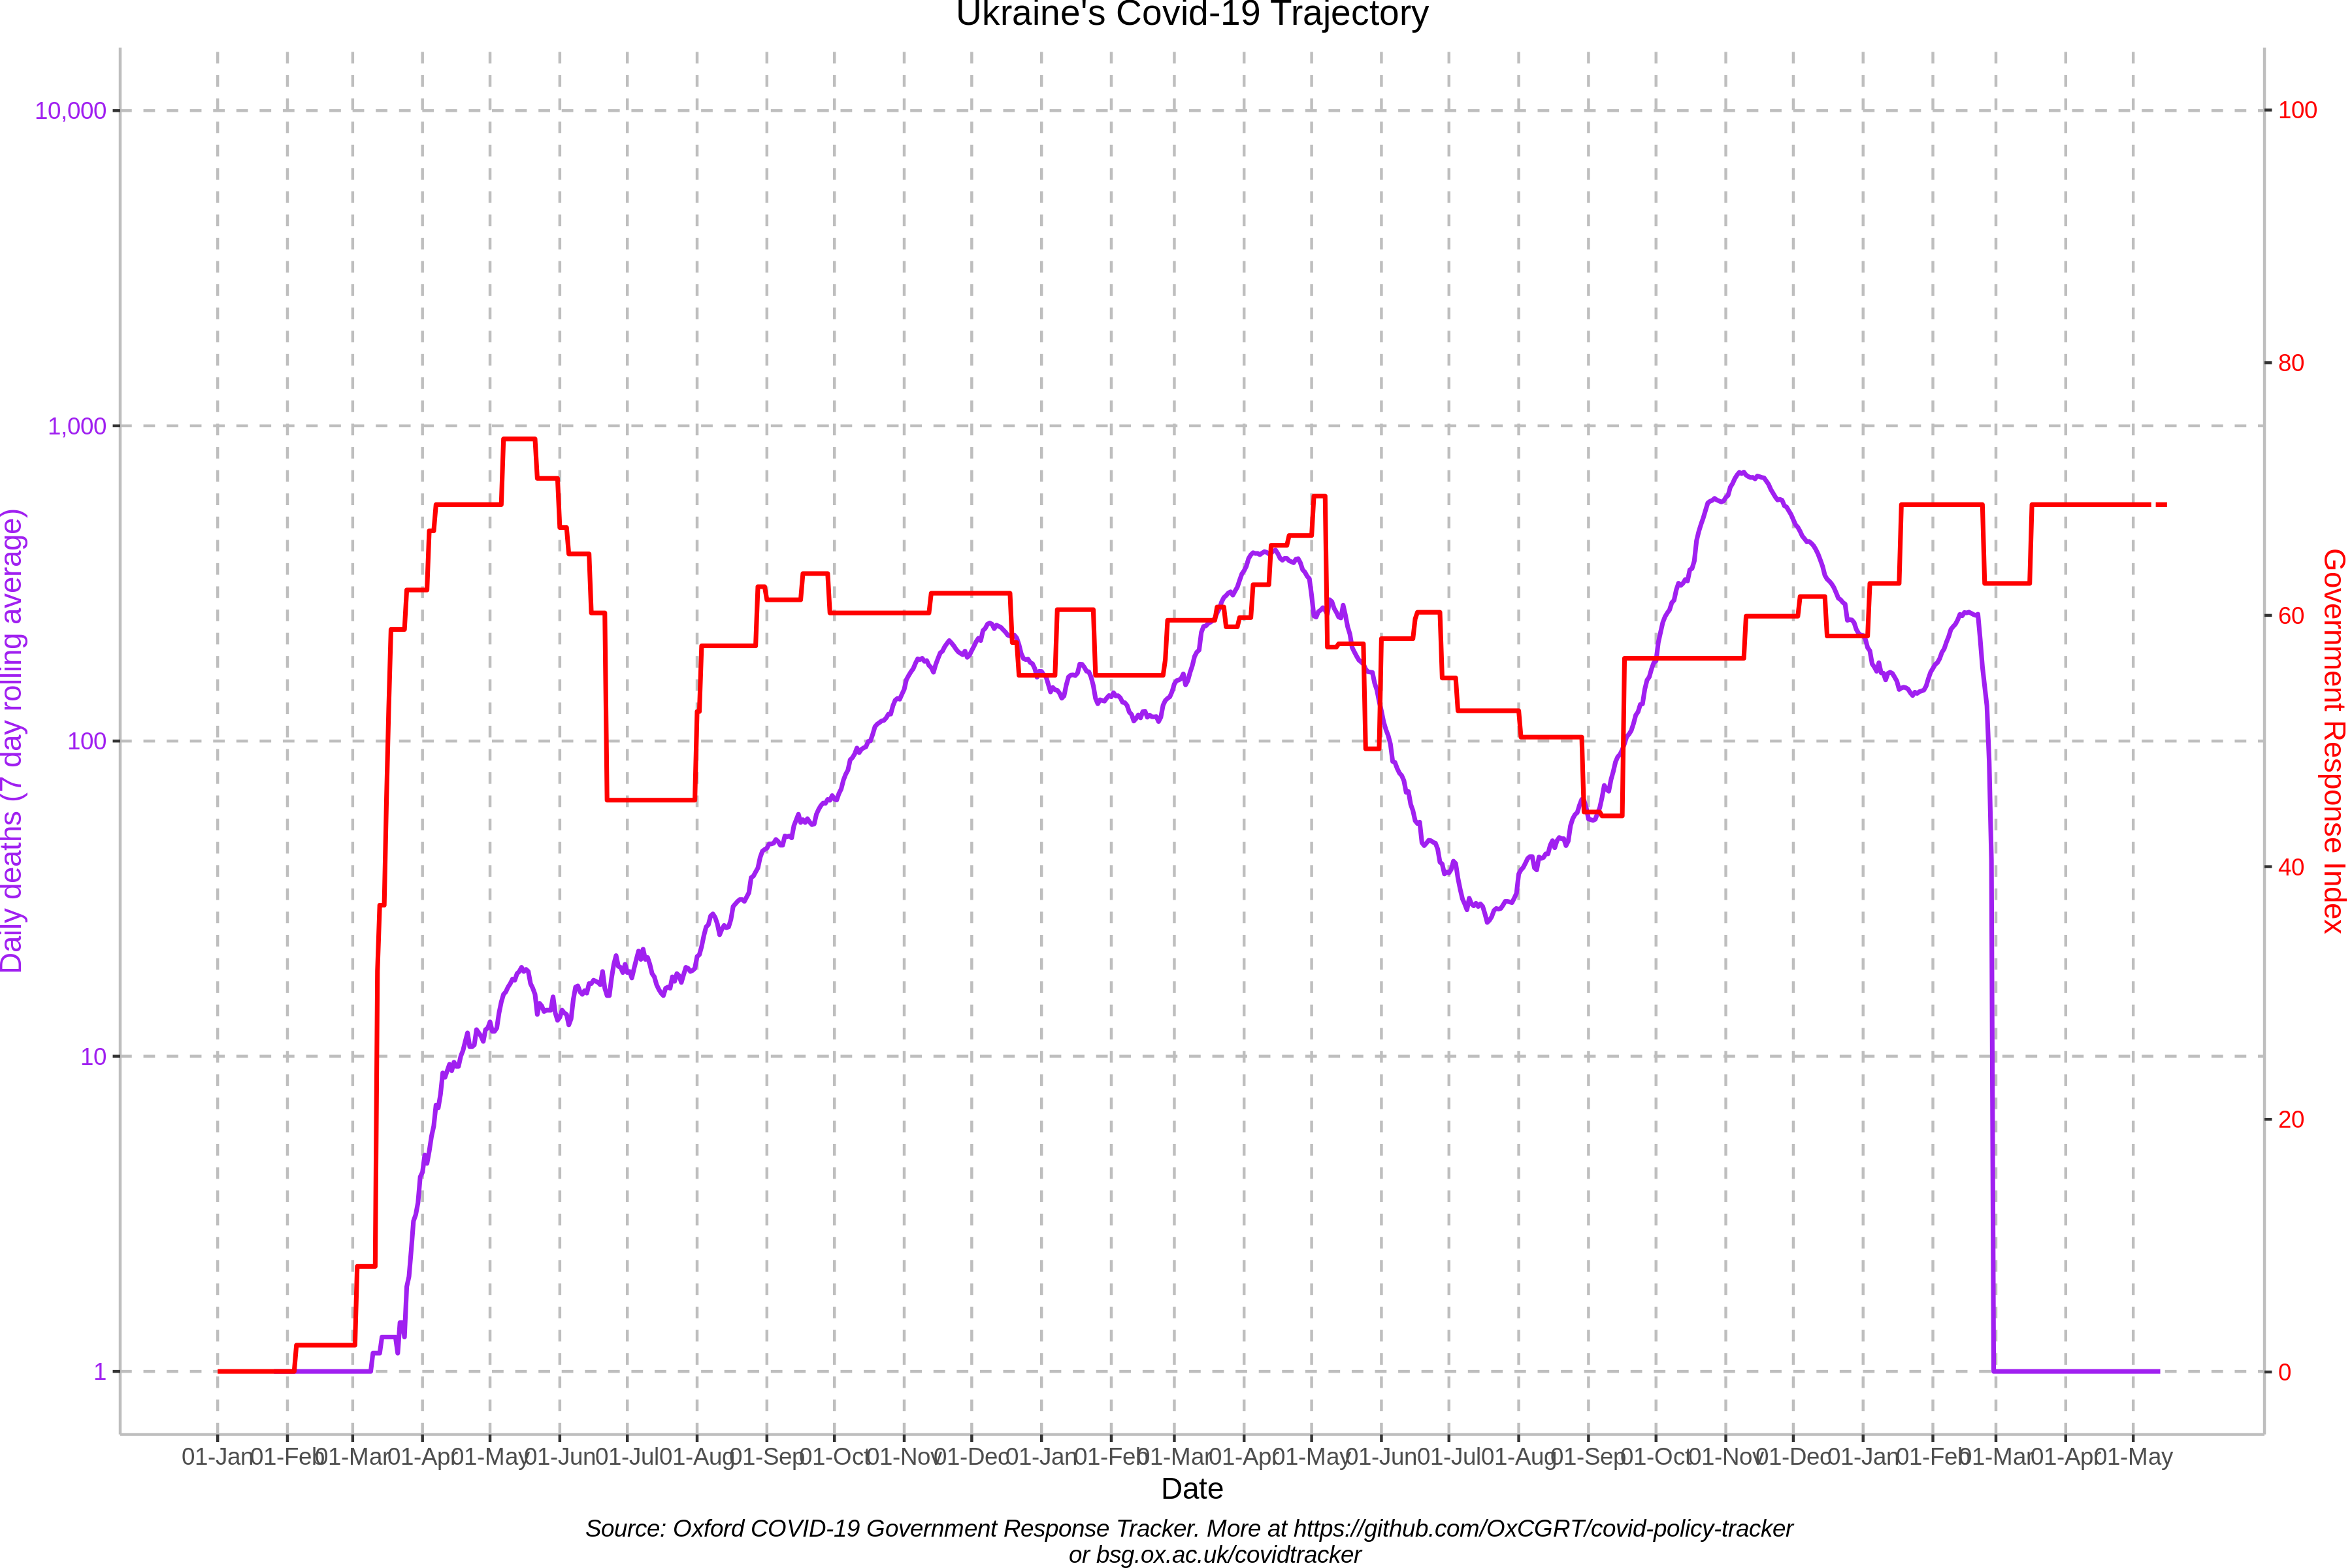 Ukraine's Covid-19 Trajectory
10,000
1,000
100
10
1
Daily deaths (7 day rolling average)
100
80
60
40
20
0
Government Response Index
01-Jan 01-Feb 01-Mar 01-Apr 01-May 01-Jun 01-Jul 01-Aug 01-Sep 01-Oct 01-Nov 01-Dec 01-Jan 01-Feb 01-Mar 01-Apr 01-May 01-Jun 01-Jul 01-Aug 01-Sep 01-Oct 01-Nov 01-Dec 01-Jan 01-Feb 01-Mar 01-Apr 01-May
Date
Source: Oxford COVID-19 Government Response Tracker. More at https://github.com/OxCGRT/covid-policy-tracker
or bsg.ox.ac.uk/covidtracker